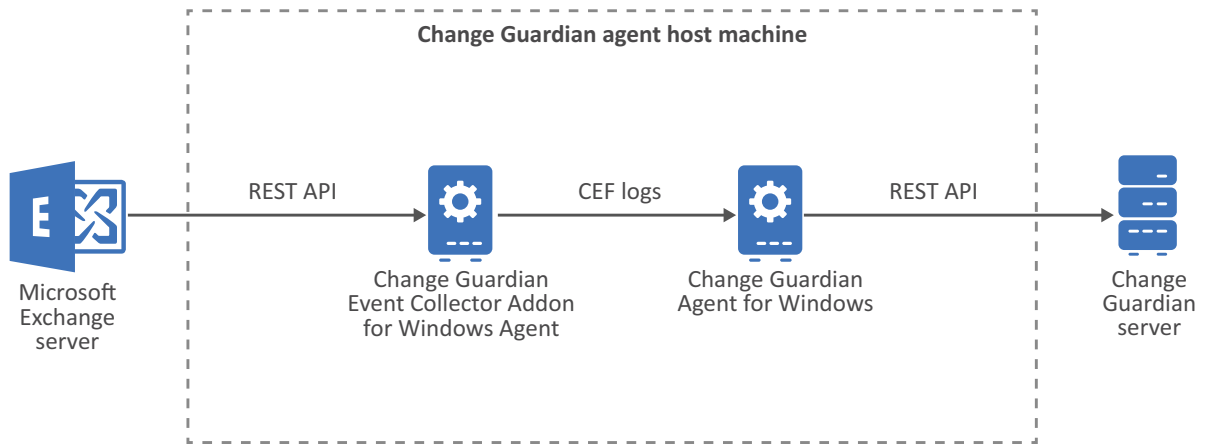 Change Guardian agent host machine
REST API
CEF logs
REST API
E
Microsoft
Exchange
server
Change Guardian
Event Collector Addon
for Windows Agent
Change Guardian
Agent for Windows
Change
Guardian
server